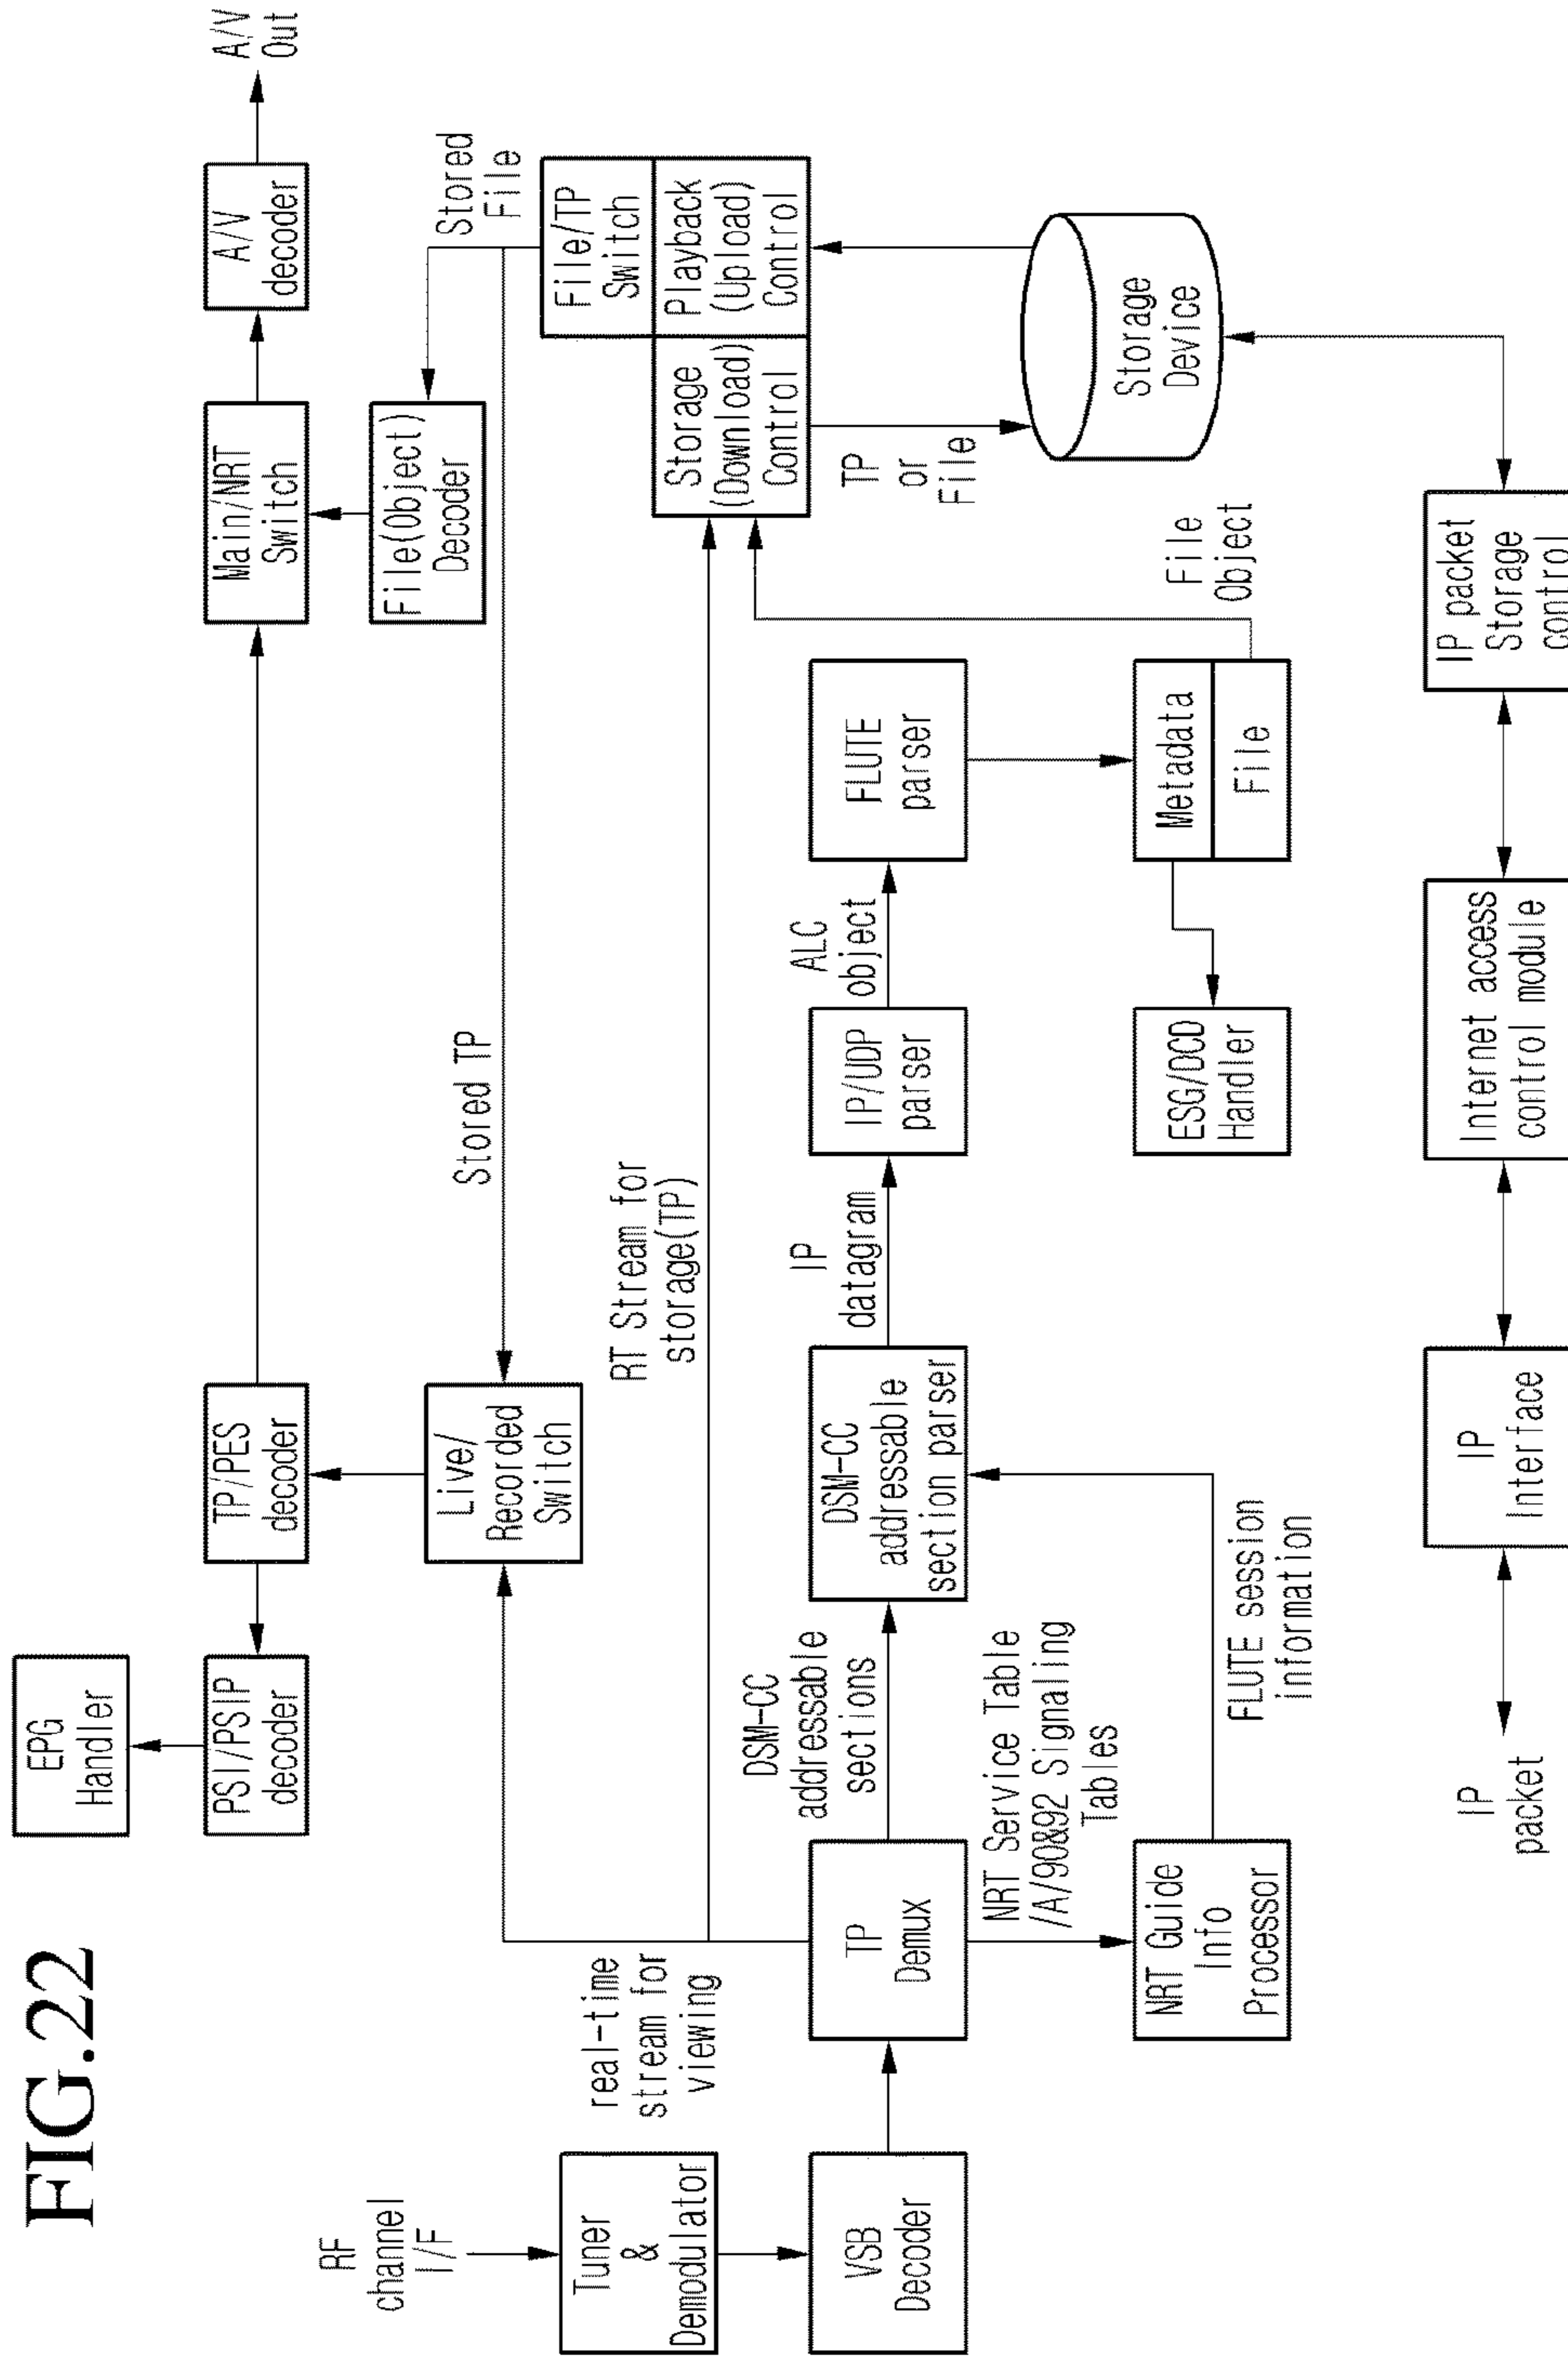 FIG.22
EPG
Handler
PSI/PSIP
decoder
TP/PES
decoder
Main/NRT
Switch
A/V
decoder
A/V
Out
Live/
Recorded
Switch
File(Object)
Decoder
Stored TP
Stored
File
RF
channel
I/F
Tuner
&
Demodulator
real-time
stream for
viewing
RT Stream for
storage(TP)
File/TP
Switch
Storage
(Download)
Control
Playback
(Upload)
Control
VSB
Decoder
TP
Demux
DSM-CC
addressable
sections
DSM-CC
addressable
section parser
IP
datagram
IP/UDP
parser
ALC
object
FLUTE
parser
TP
or
File
NRT Service Table
/A/90&92 Signaling
Tables
NRT Guide
Info
Processor
FLUTE session
information
ESG/DCD
Handler
Metadata
File
File
Object
Storage
Device
IP
packet
IP
Interface
Internet access
control module
IP packet
Storage
control